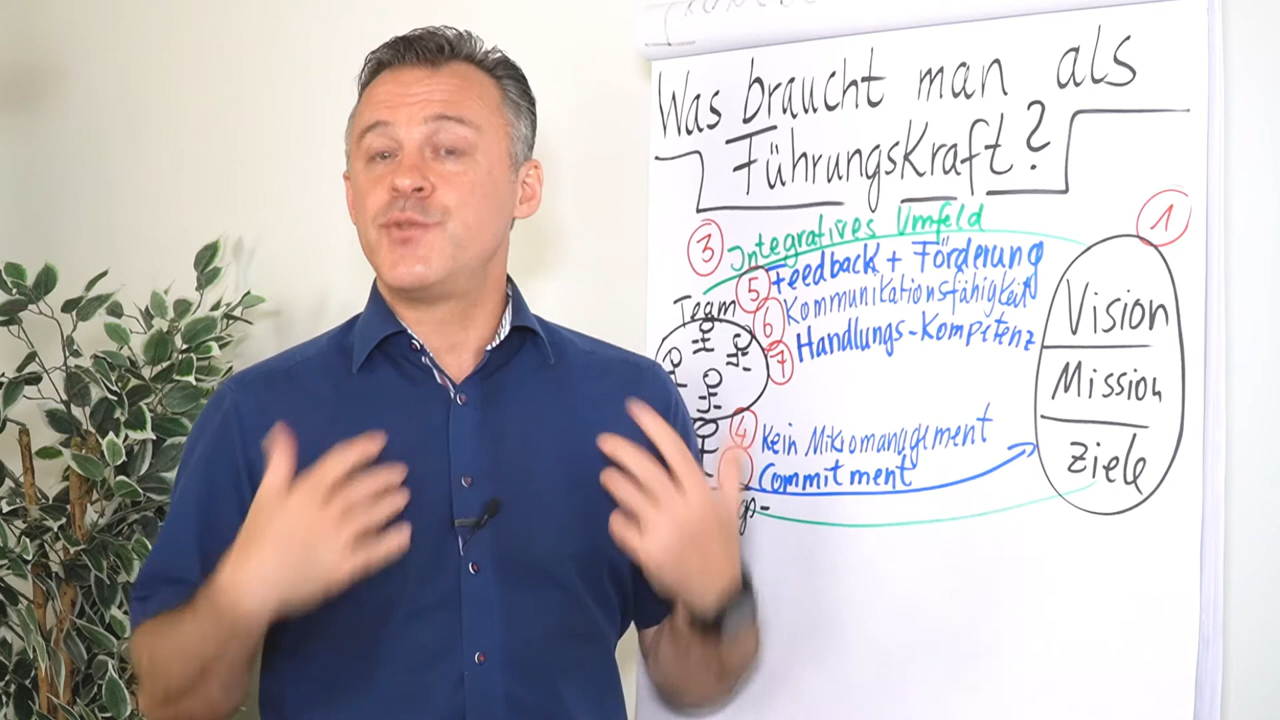 Was braucht man als
Führungskraft?
1
3 Integratives Umfeld
5 Feedback + Förderung
Team
6 Kommunikationsfähigkeit
7 Handlungs-Kompetenz
Vision
Mission
Ziele
4 Kein Mikromanagement
Commitment
gs-